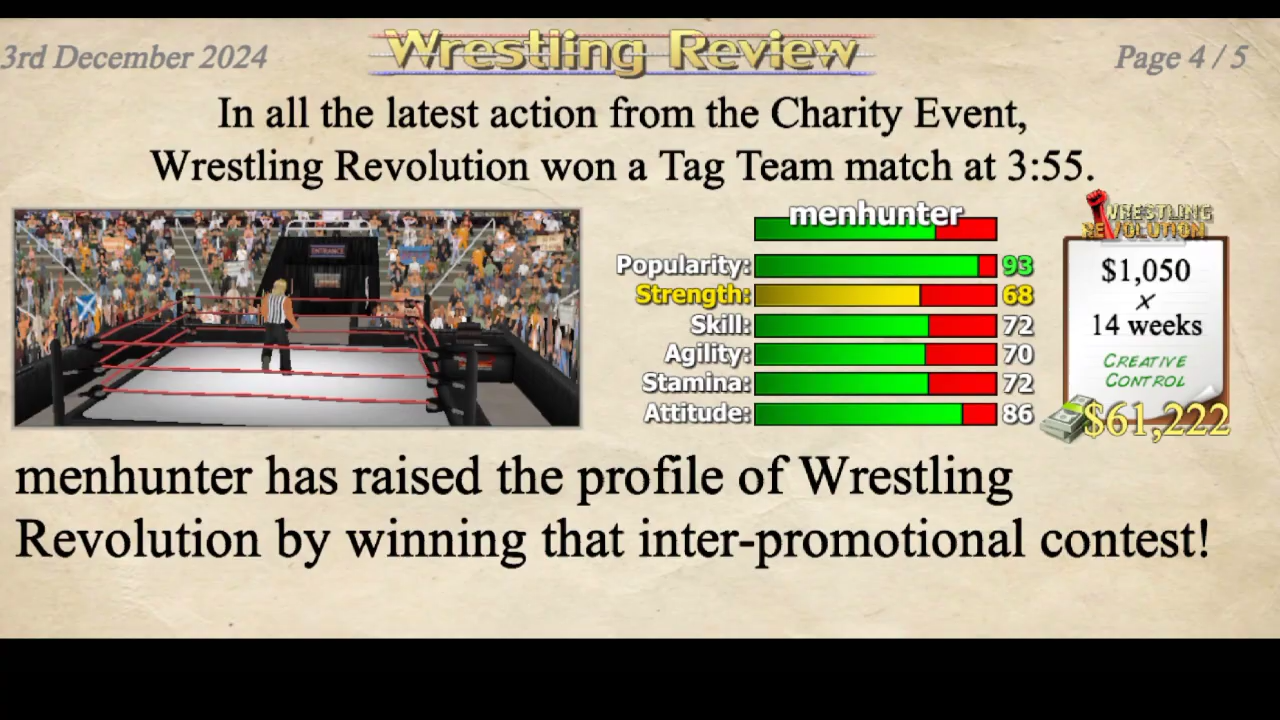 3rd December 2024
Wrestling Review
Page 4 / 5
In all the latest action from the Charity Event,
Wrestling Revolution won a Tag Team match at 3:55.
ENTRANCE
menhunter
Popularity: 93
Strength: 68
Skill: 72
Agility: 70
Stamina: 72
Attitude: 86
WRESTLING
REVOLUTION
$1,050
x
14 weeks
CREATIVE
CONTROL
$61,222
menhunter has raised the profile of Wrestling
Revolution by winning that inter-promotional contest!